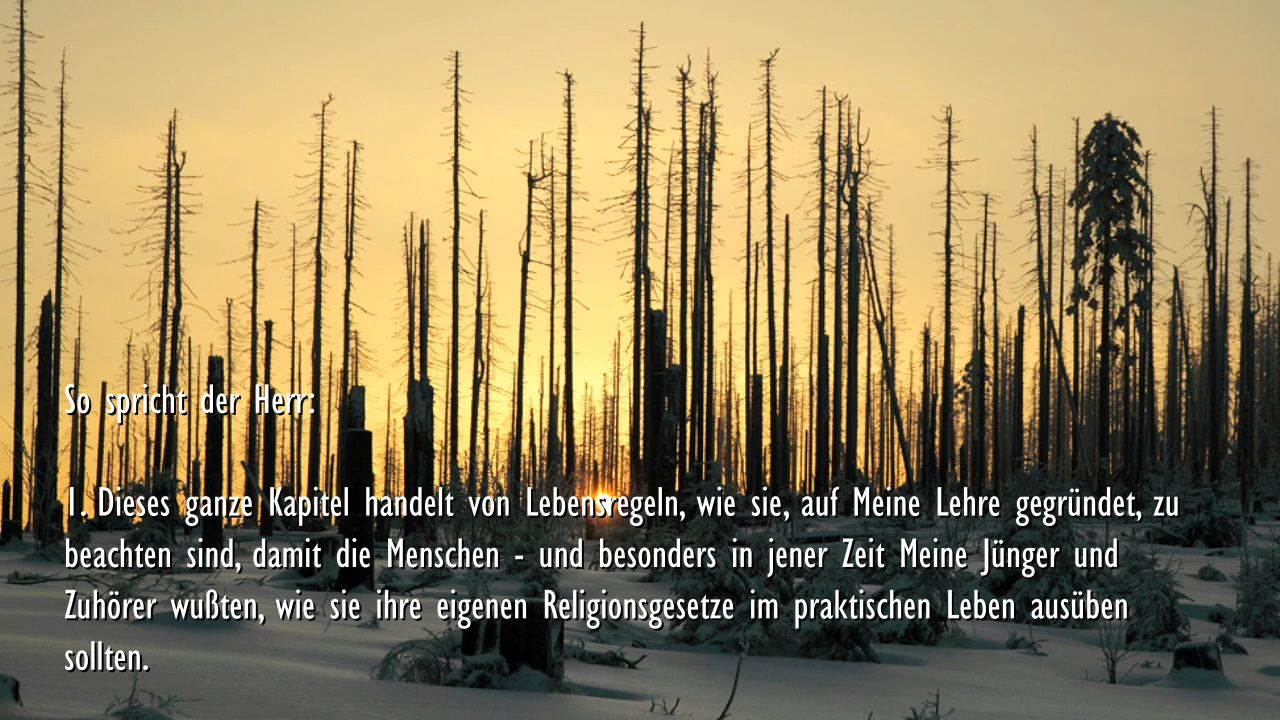 So spricht der Herr:
1. Dieses ganze Kapitel handelt von Lebensregeln, wie sie, auf Meine Lehre gegründet, zu
beachten sind, damit die Menschen - und besonders in jener Zeit Meine Jünger und
Zuhörer wußten, wie sie ihre eigenen Religionsgesetze im praktischen Leben ausüben
sollten.